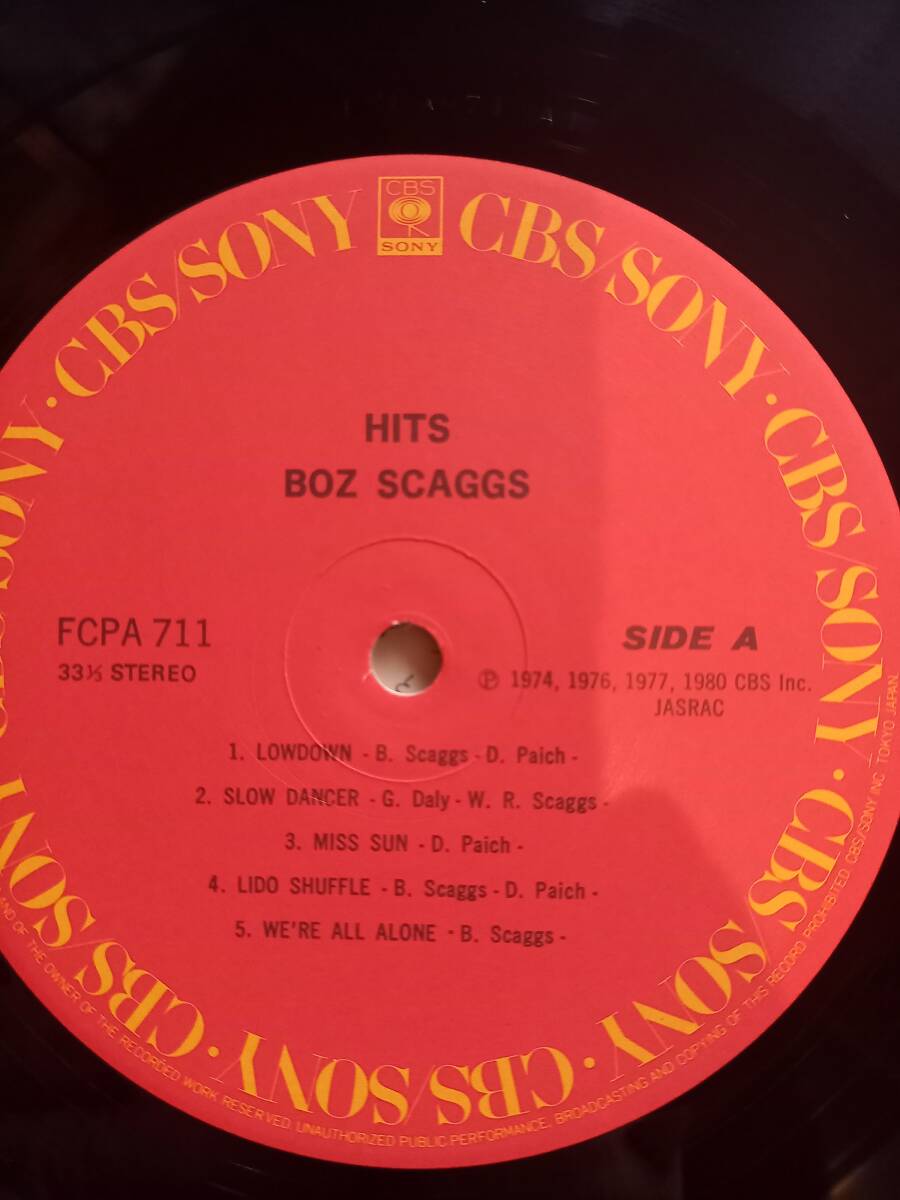 CBS
SONY
CBS/SONY · CBS/SONY · CBS/SONY · CBS/SONY · CBS/SONY · CBS/SONY · CBS/SONY
HITS
BOZ SCAGGS
FCPA 711
33⅓ STEREO
SIDE A
℗ 1974, 1976, 1977, 1980 CBS Inc.
JASRAC
1. LOWDOWN - B. Scaggs - D. Paich -
2. SLOW DANCER - G. Daly - W. R. Scaggs -
3. MISS SUN - D. Paich -
4. LIDO SHUFFLE - B. Scaggs - D. Paich -
5. WE'RE ALL ALONE - B. Scaggs -
AND OF THE OWNER OF THE RECORDED WORK RESERVED. UNAUTHORIZED PUBLIC PERFORMANCE, BROADCASTING AND COPYING OF THIS RECORD PROHIBITED. CBS/SONY INC. TOKYO JAPAN.